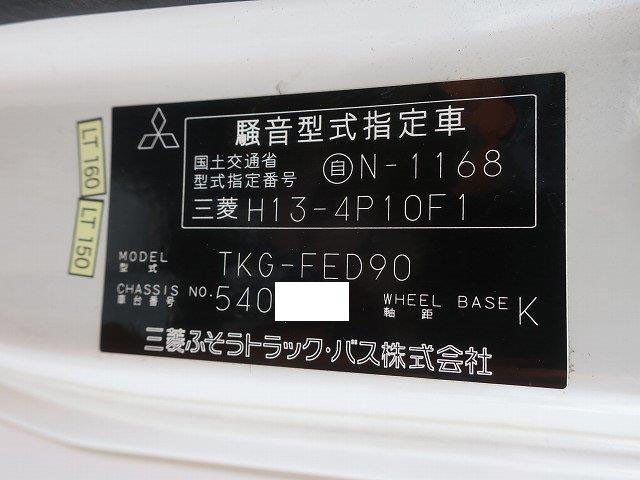 騒音型式指定車
国土交通省
型式指定番号 自N-1168
三菱 H13-4P10F1
LT 160
LT 150
MODEL
型式 TKG-FED90
CHASSIS NO.
車台番号 540
WHEEL BASE
軸距 K
三菱ふそうトラック・バス株式会社